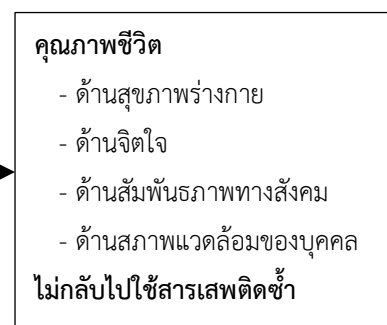 คุณภาพชีวิต
- ด้านสุขภาพร่างกาย
- ด้านจิตใจ
- ด้านสัมพันธภาพทางสังคม
- ด้านสภาพแวดล้อมของบุคคล
ไม่กลับไปใช้สารเสพติดซ้ำ